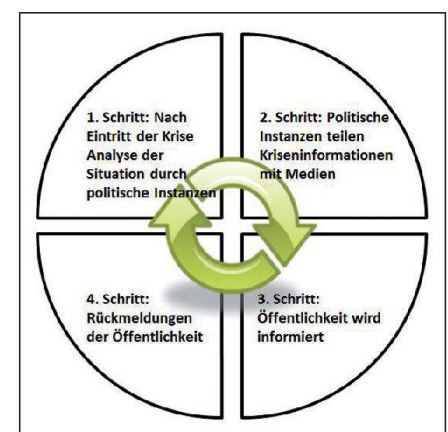 1. Schritt: Nach
Eintritt der Krise
Analyse der
Situation durch
politische Instanzen
2. Schritt: Politische
Instanzen teilen
Kriseninformationen
mit Medien
4. Schritt:
Rückmeldungen
der Öffentlichkeit
3. Schritt:
Öffentlichkeit wird
informiert